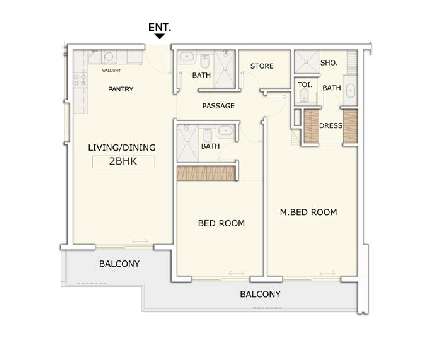 ENT.
SHO.
BATH
STORE
PANTRY
TOI.
BATH
PASSAGE
DRESS
BATH
LIVING/DINING
2BHK
M.BED ROOM
BED ROOM
BALCONY
BALCONY